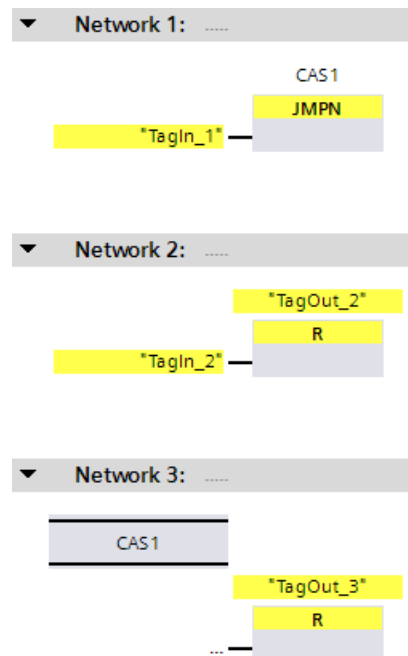 Network 1: .....
CAS1
JMPN
"TagIn_1"
Network 2: .....
"TagOut_2"
R
"TagIn_2"
Network 3: .....
CAS1
"TagOut_3"
R
...